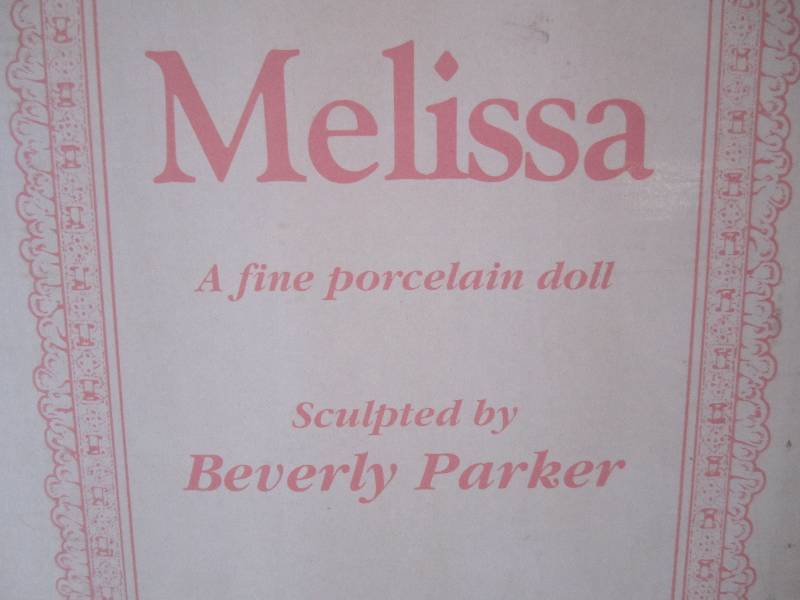 Melissa
A fine porcelain doll
Sculpted by
Beverly Parker